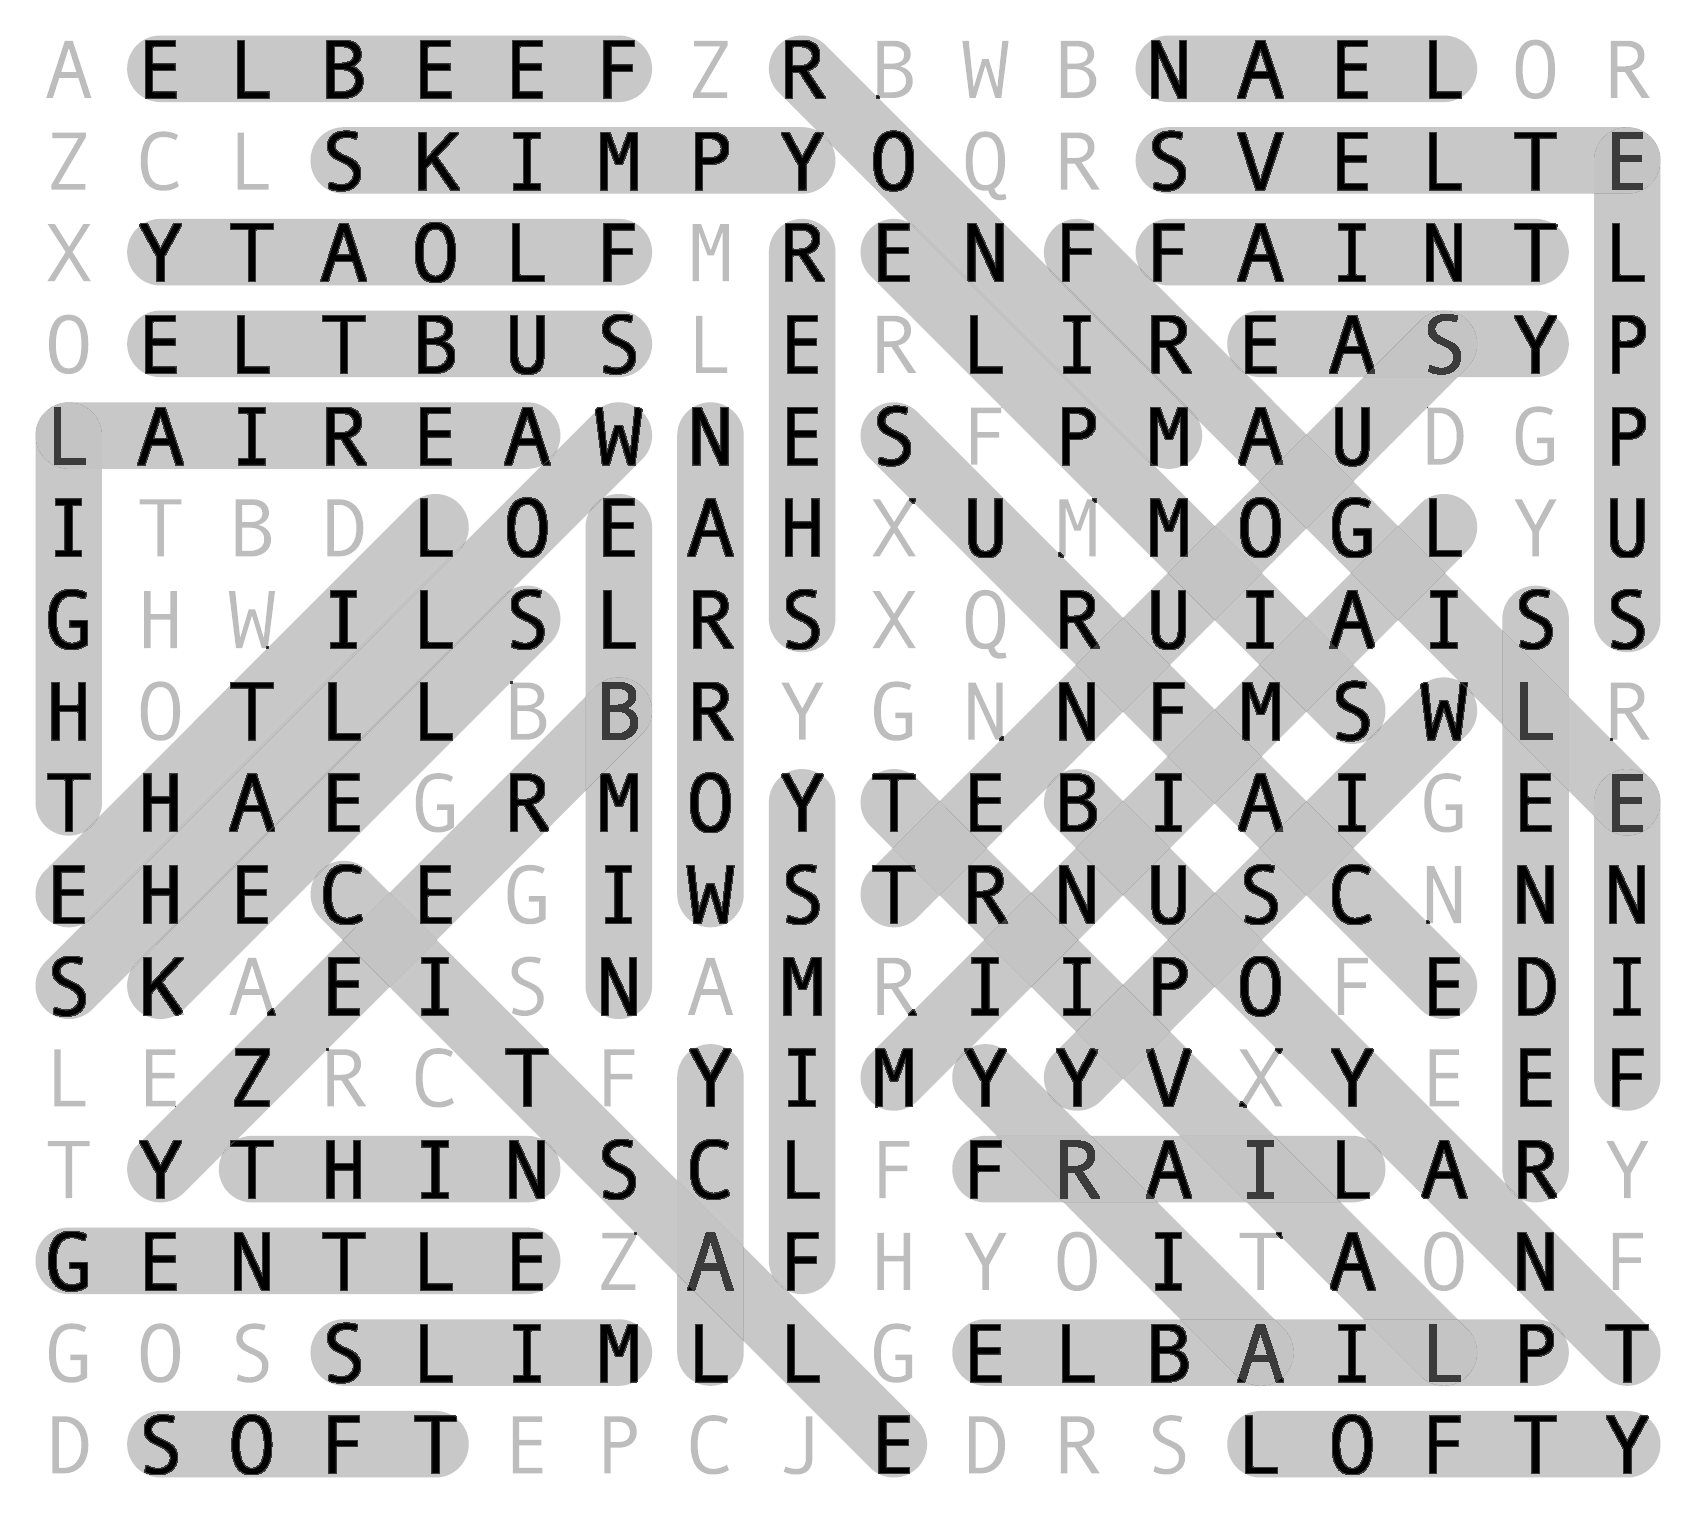 A E L B E E F Z R B W B N A E L O R
Z C L S K I M P Y O Q R S V E L T E
X Y T A O L F M R E N F F A I N T L
O E L T B U S L E R L I R E A S Y P
L A I R E A W N E S F P M A U D G P
I T B D L O E A H X U M M O G L Y U
G H W I L S L R S X Q R U I A I S S
H O T L L B B R Y G N N F M S W L R
T H A E G R M O Y T E B I A I G E E
E H E C E G I W S T R N U S C N N N
S K A E I S N A M R I I P O F E D I
L E Z R C T F Y I M Y Y V X Y E E F
T Y T H I N S C L F F R A I L A R Y
G E N T L E Z A F H Y O I T A O N F
G O S S L I M L L G E L B A I L P T
D S O F T E P C J E D R S L O F T Y